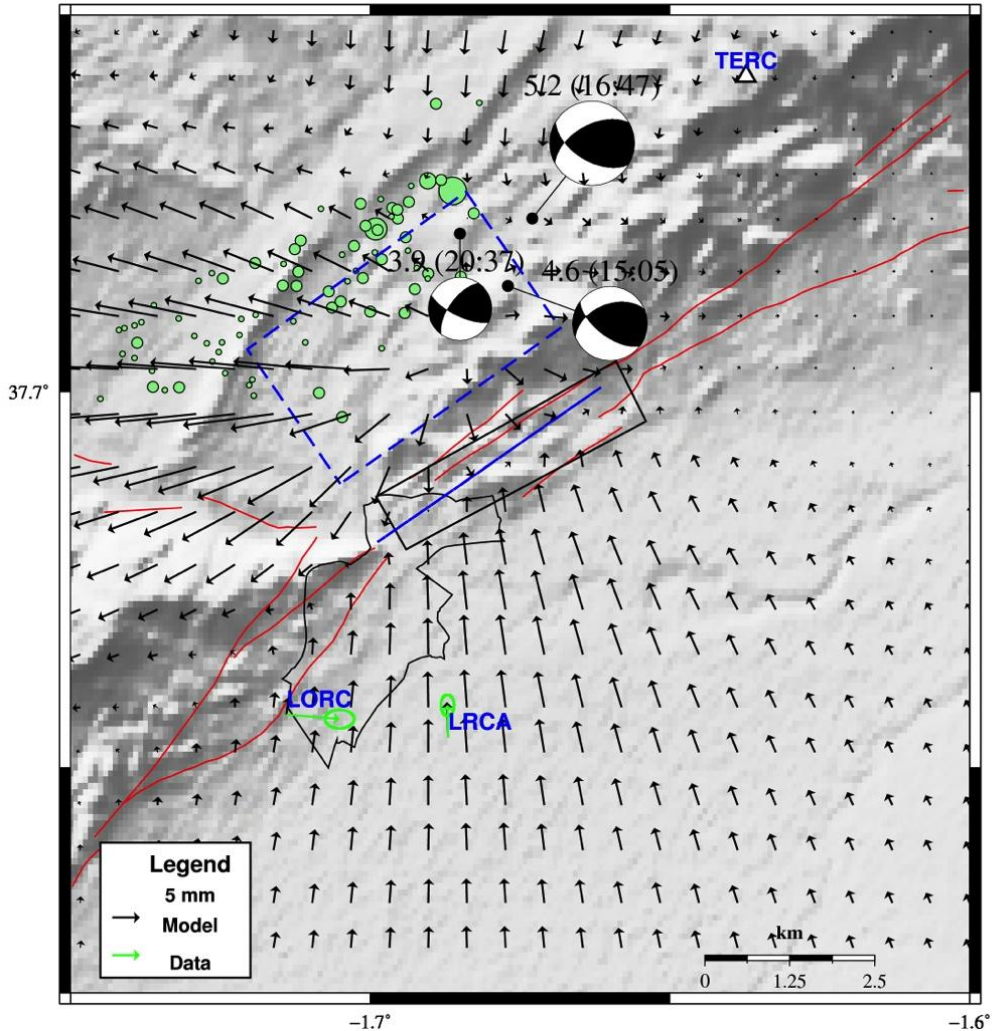 TERC
5.2 (16:47)
3.9 (20:37)
4.6 (15:05)
37.7°
LORC
LRCA
Legend
5 mm
Model
Data
km
0 1.25 2.5
−1.7° −1.6°